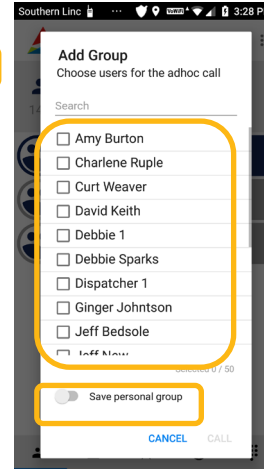 Southern Linc ... VoWiFi 3:28 P
Add Group
Choose users for the adhoc call
14
Search
Amy Burton
Charlene Ruple
Curt Weaver
David Keith
Debbie 1
Debbie Sparks
Dispatcher 1
Ginger Johntson
Jeff Bedsole
Selected 0 / 50
Save personal group
CANCEL CALL